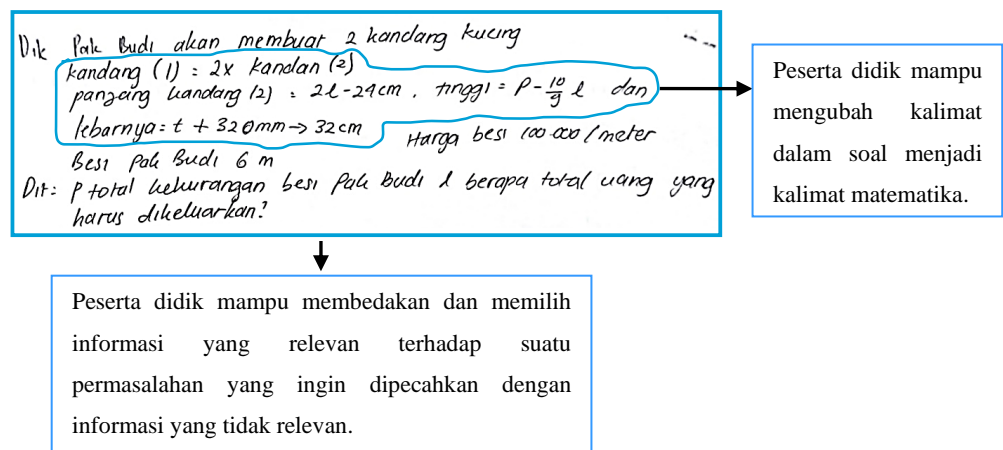 Dik Pak Budi akan membuat 2 kandang kucing
kandang (1) = 2x kandan (2)
panjang kandang (2) = 2l - 24cm . tinggi = P - 10/9 l dan
lebarnya = t + 320mm → 32cm
Harga besi 100.000 / meter
Besi Pak Budi 6 m
Dit = P total kekurangan besi Pak Budi & berapa total uang yang
harus dikeluarkan?
Peserta didik mampu
mengubah kalimat
dalam soal menjadi
kalimat matematika.
Peserta didik mampu membedakan dan memilih
informasi yang relevan terhadap suatu
permasalahan yang ingin dipecahkan dengan
informasi yang tidak relevan.